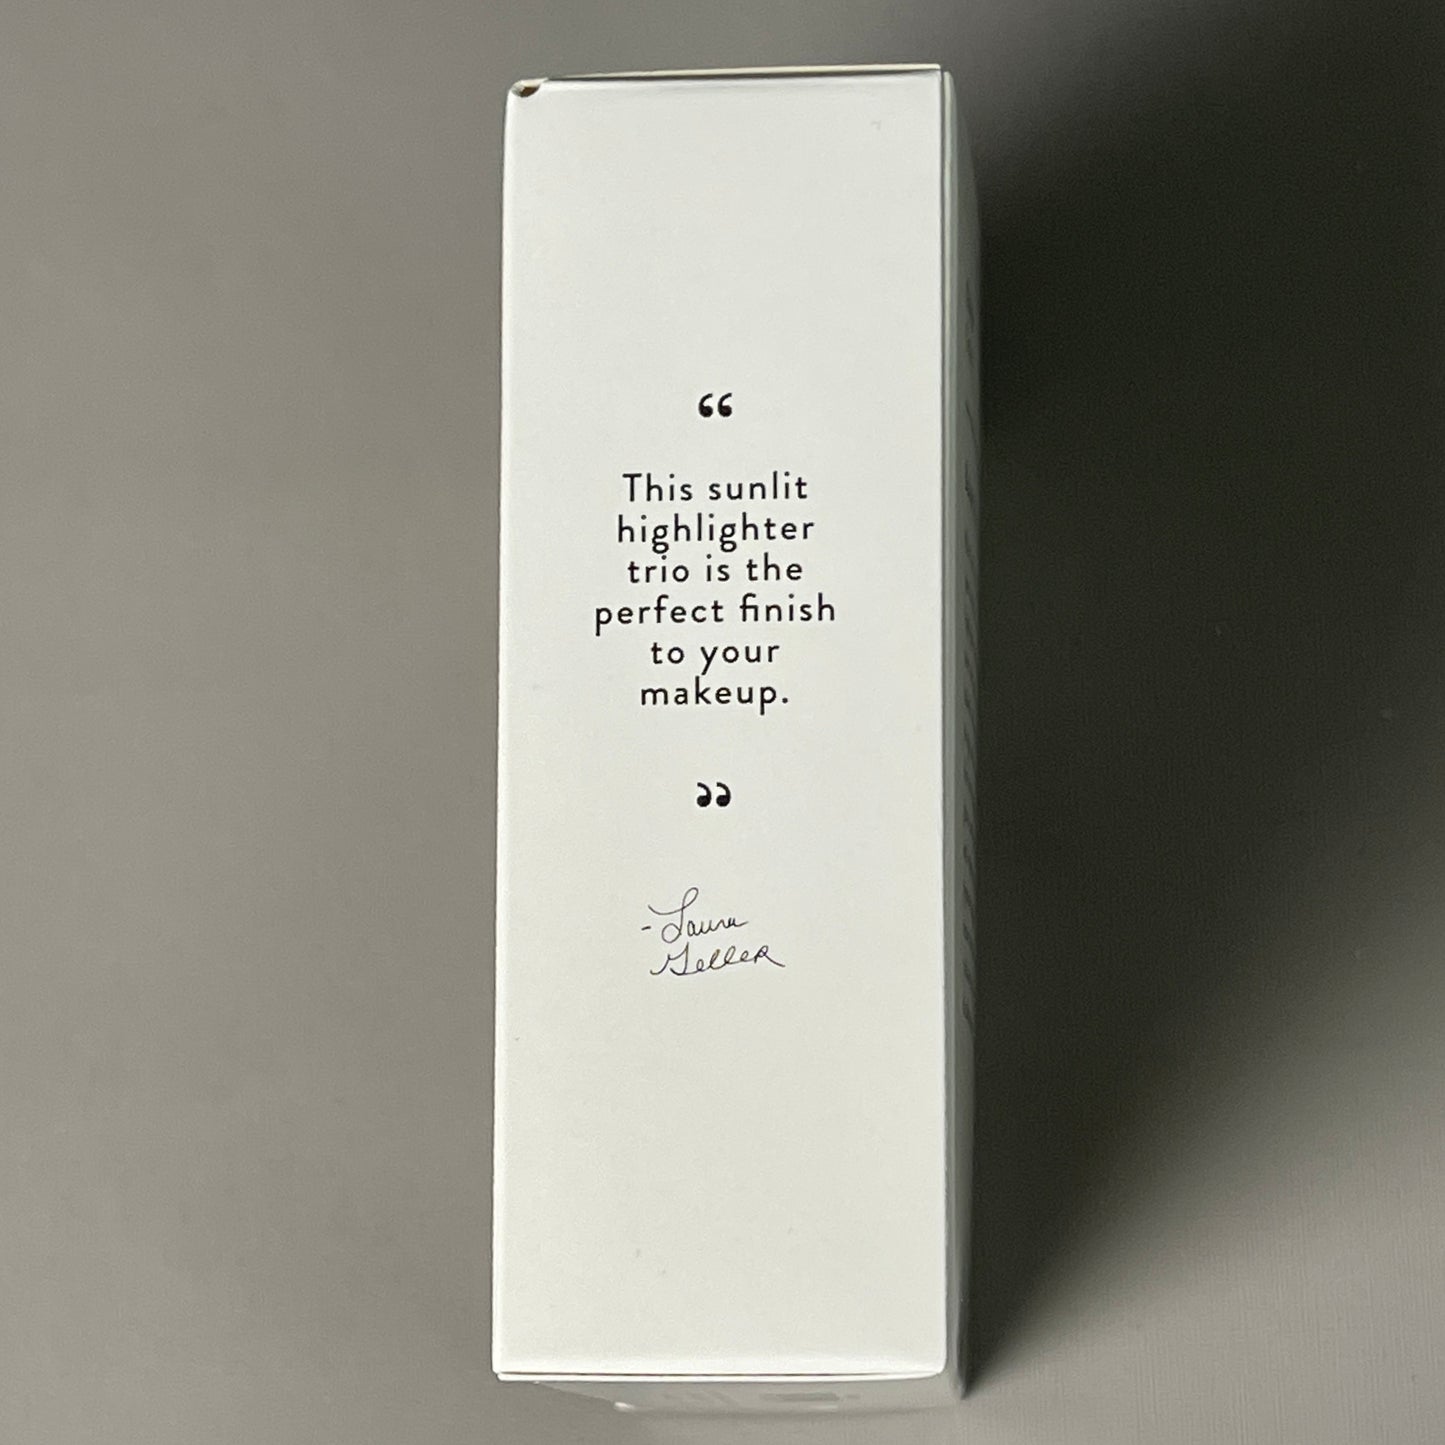 “
This sunlit
highlighter
trio is the
perfect finish
to your
makeup.
”
-Laura
Geller